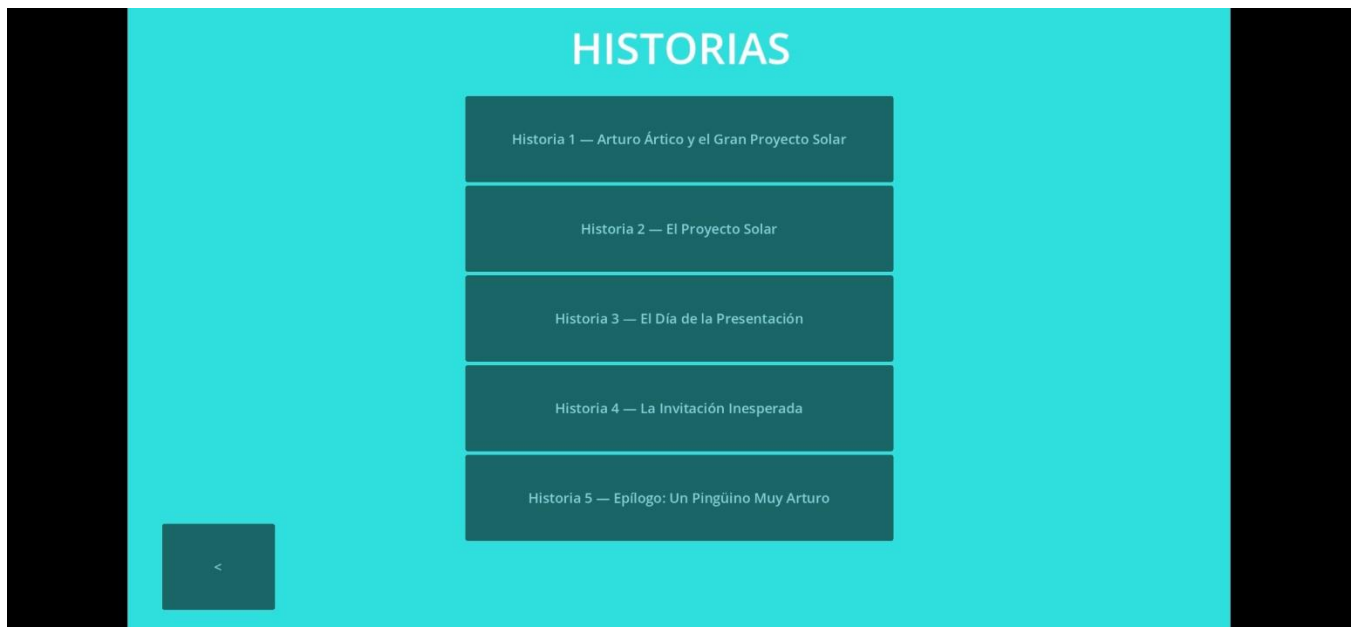 HISTORIAS
Historia 1 — Arturo Ártico y el Gran Proyecto Solar
Historia 2 — El Proyecto Solar
Historia 3 — El Día de la Presentación
Historia 4 — La Invitación Inesperada
Historia 5 — Epílogo: Un Pingüino Muy Arturo
<